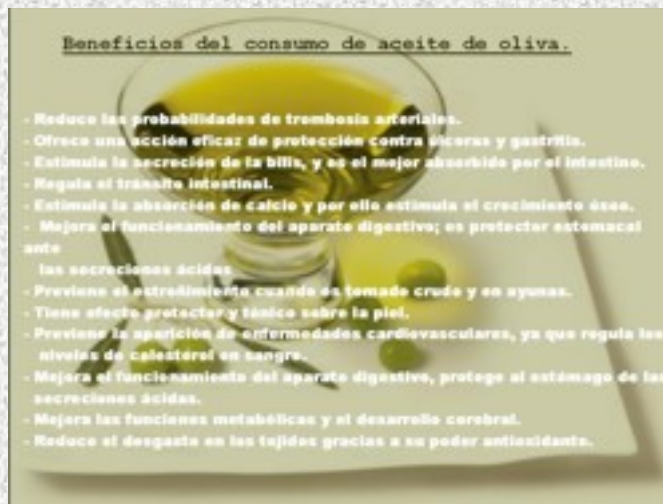 Beneficios del consumo de aceite de oliva.
- Reduce las probabilidades de trombosis arteriales.
- Ofrece una acción eficaz de protección contra úlceras y gastritis.
- Estimula la secreción de la bilis, y es el mejor absorbido por el intestino.
- Regula el tránsito intestinal.
- Estimula la absorción de calcio y por ello estimula el crecimiento óseo.
- Mejora el funcionamiento del aparato digestivo; es protector estomacal
ante
las secreciones ácidas
- Previene el estreñimiento cuando es tomado crudo y en ayunas.
- Tiene efecto protector y tónico sobre la piel.
- Previene la aparición de enfermedades cardiovasculares, ya que regula los
niveles de colesterol en sangre.
- Mejora el funcionamiento del aparato digestivo, protege al estómago de las
secreciones ácidas.
- Mejora las funciones metabólicas y el desarrollo cerebral.
- Reduce el desgaste en los tejidos gracias a su poder antioxidante.